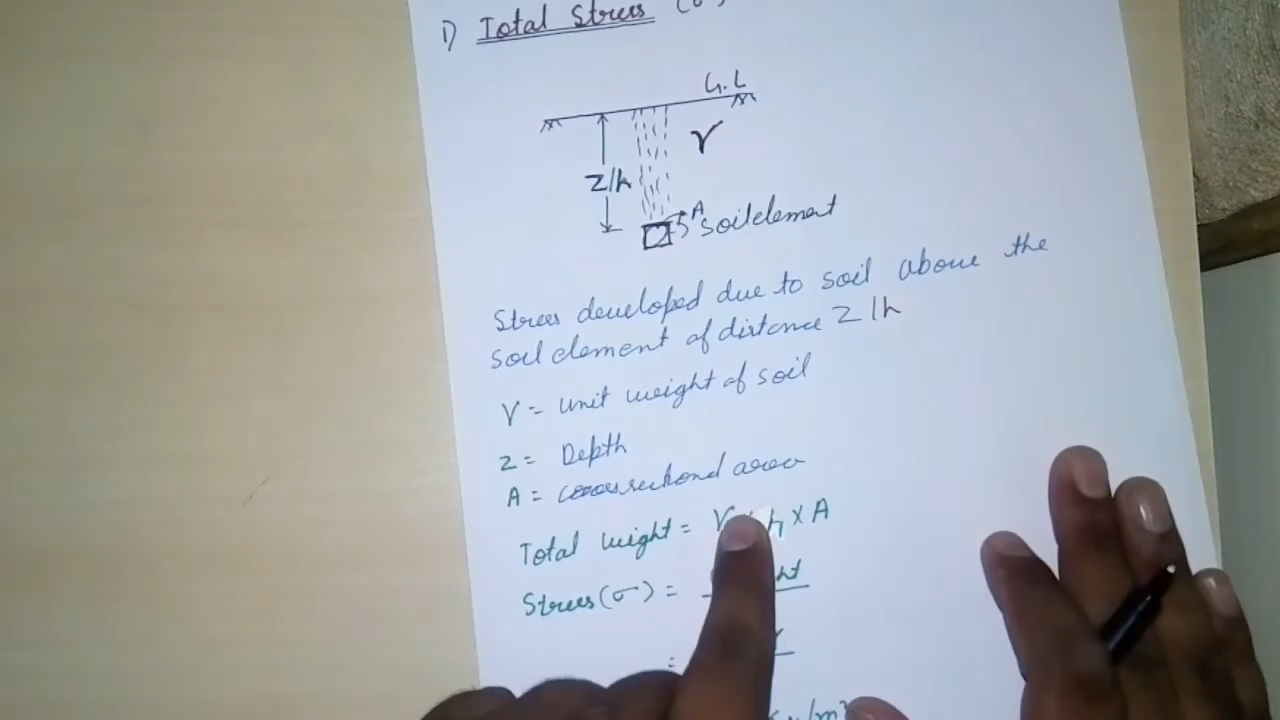 1) Total Stress (σ)
G.L
γ
Z/h
A
soil element
Stress developed due to soil above the
soil element of distance Z/h
γ = unit weight of soil
z = Depth
A = cross sectional area
Total weight = γ × A
Stress (σ) =
=
/m²